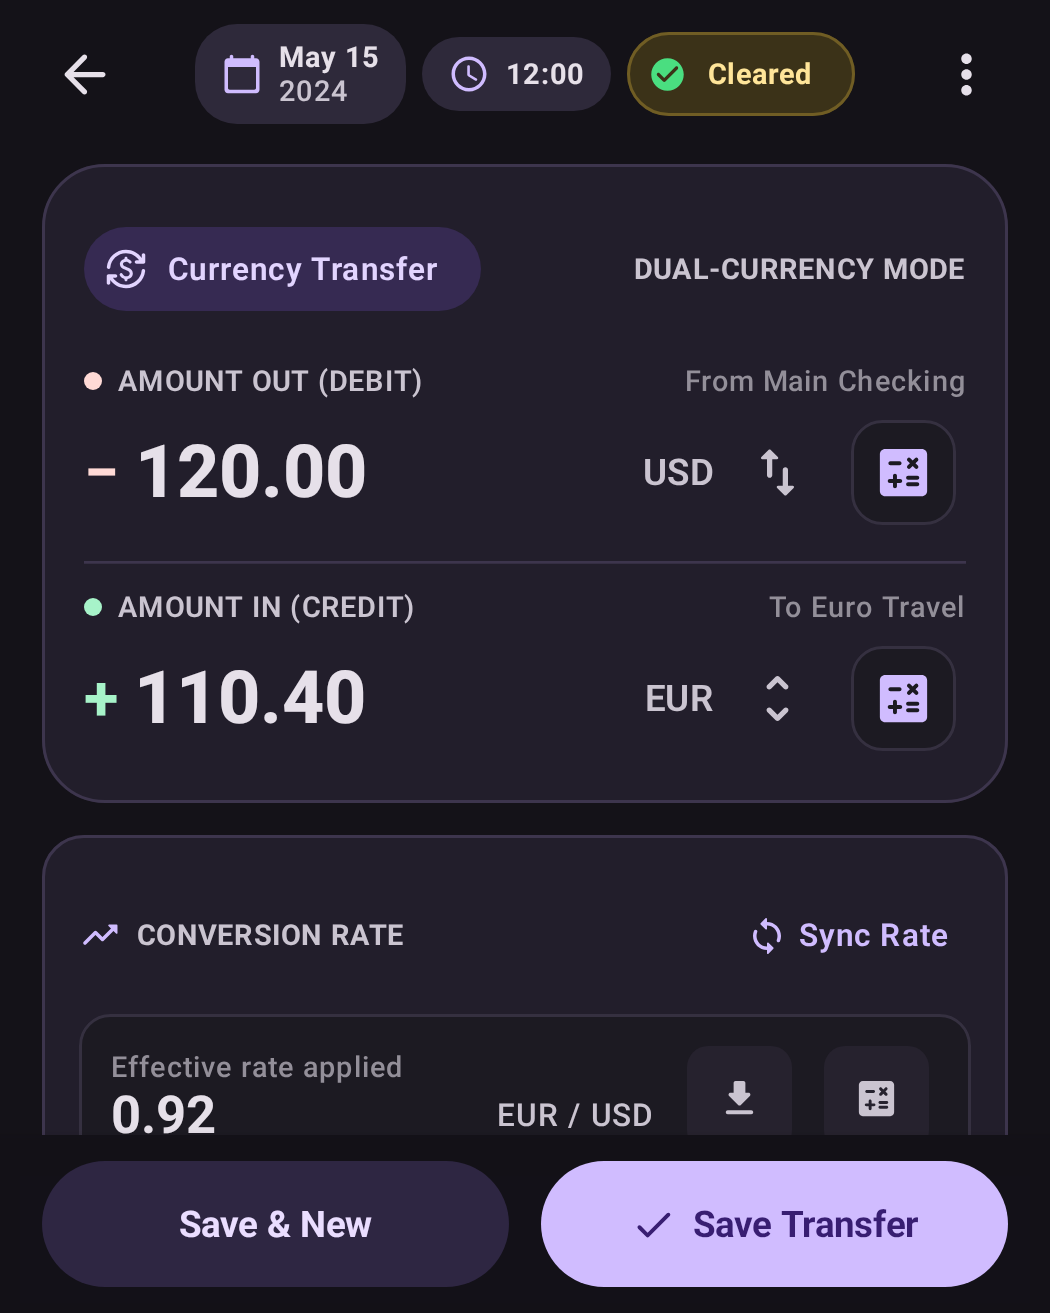 May 15
2024
12:00
Cleared
Currency Transfer
DUAL-CURRENCY MODE
AMOUNT OUT (DEBIT)
From Main Checking
− 120.00
USD
AMOUNT IN (CREDIT)
To Euro Travel
+ 110.40
EUR
CONVERSION RATE
Sync Rate
Effective rate applied
0.92
EUR / USD
Save & New
Save Transfer